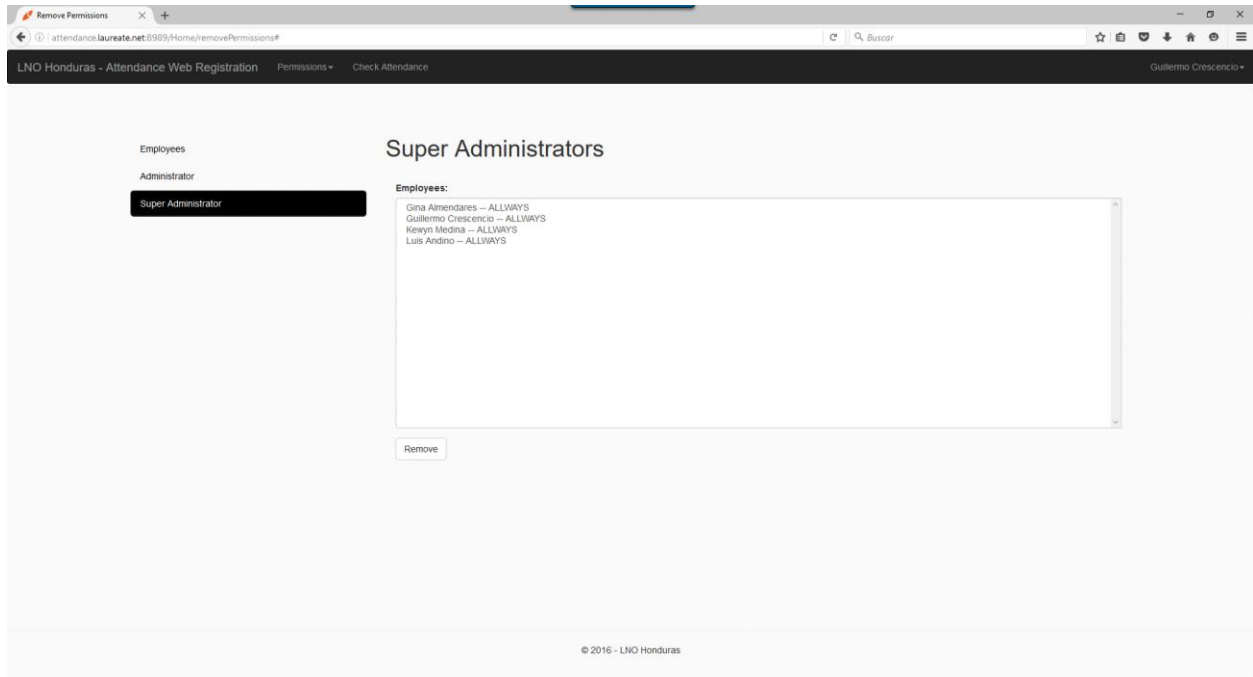 Remove Permissions
attendance.laureate.net:8989/Home/removePermissions#
Buscar
LNO Honduras - Attendance Web Registration Permissions Check Attendance Guillermo Crescencio
Employees
Administrator
Super Administrator
Super Administrators
Employees:
Gina Almendares -- ALLWAYS
Guillermo Crescencio -- ALLWAYS
Kewyn Medina -- ALLWAYS
Luis Andino -- ALLWAYS
Remove
© 2016 - LNO Honduras